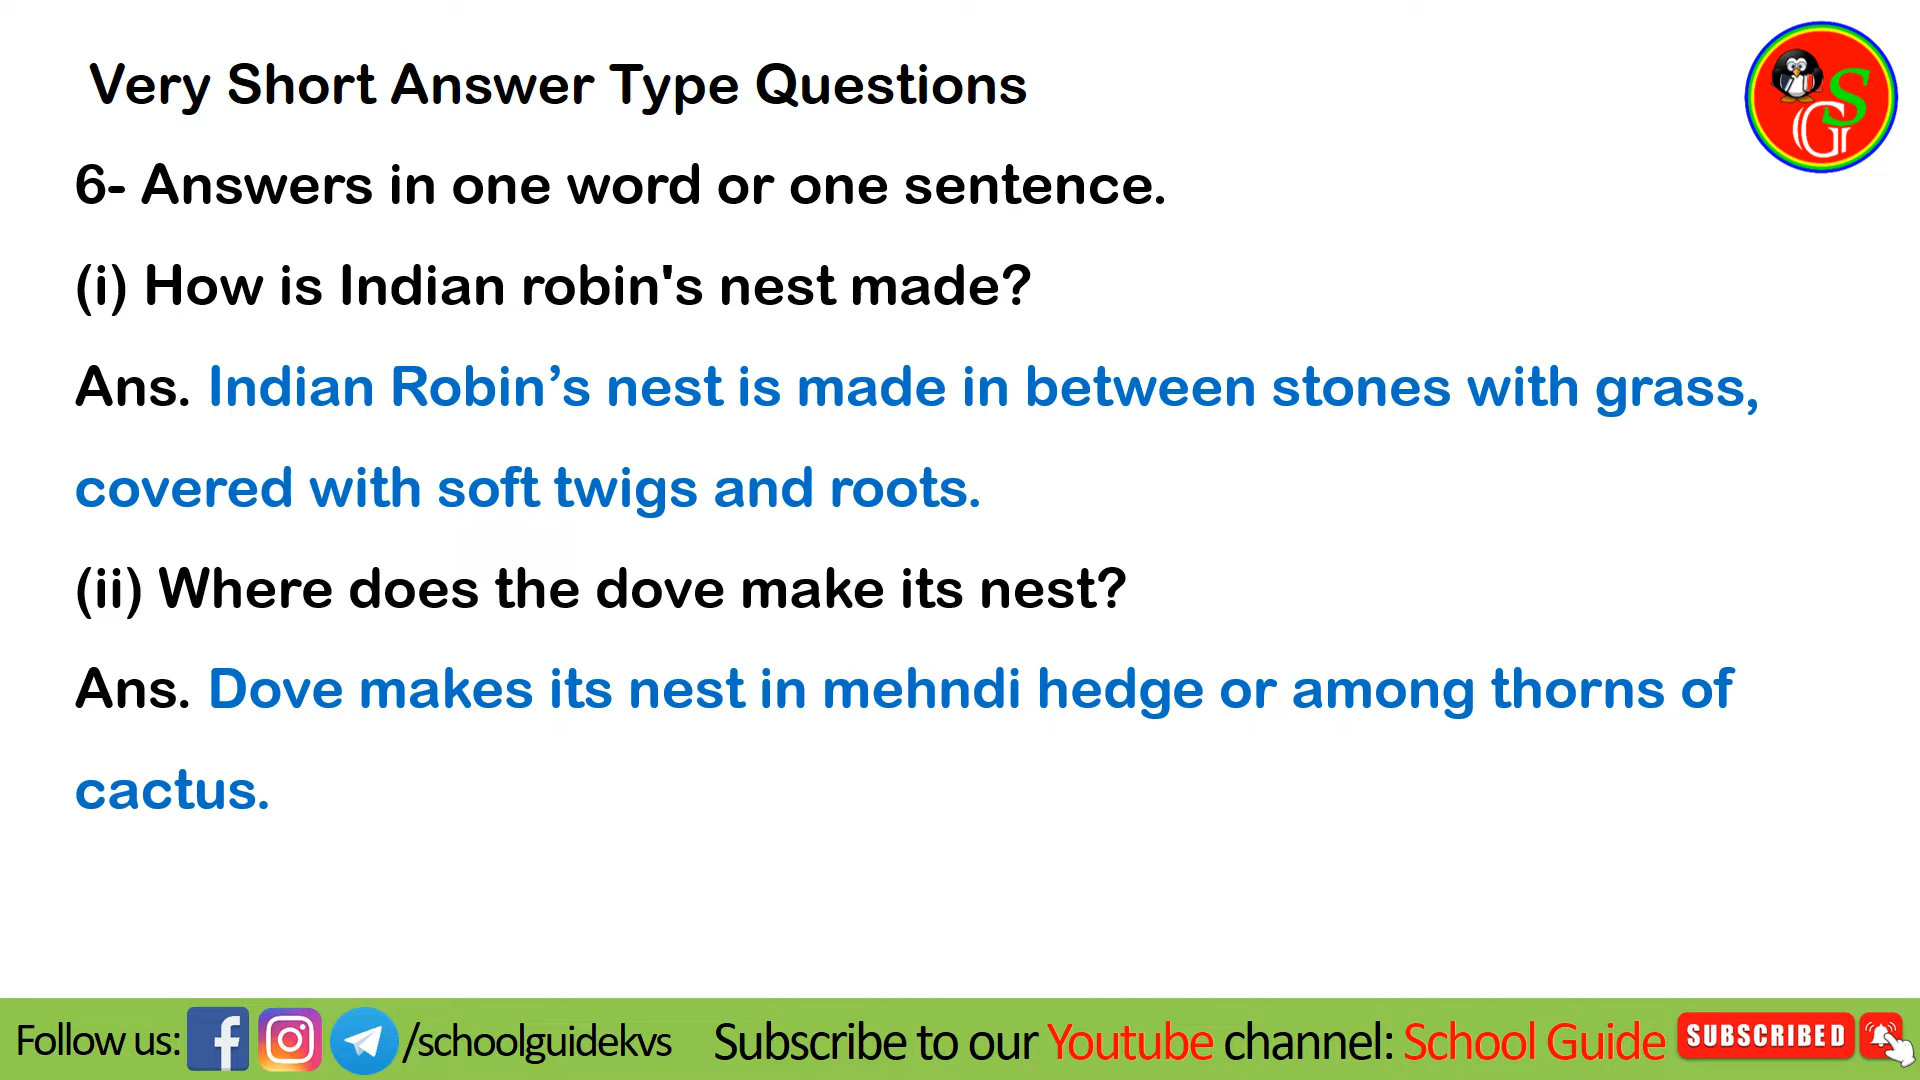 Very Short Answer Type Questions
6- Answers in one word or one sentence.
(i) How is Indian robin's nest made?
Ans. Indian Robin’s nest is made in between stones with grass,
covered with soft twigs and roots.
(ii) Where does the dove make its nest?
Ans. Dove makes its nest in mehndi hedge or among thorns of
cactus.
S
G
Follow us: /schoolguidekvs Subscribe to our Youtube channel: School Guide SUBSCRIBED